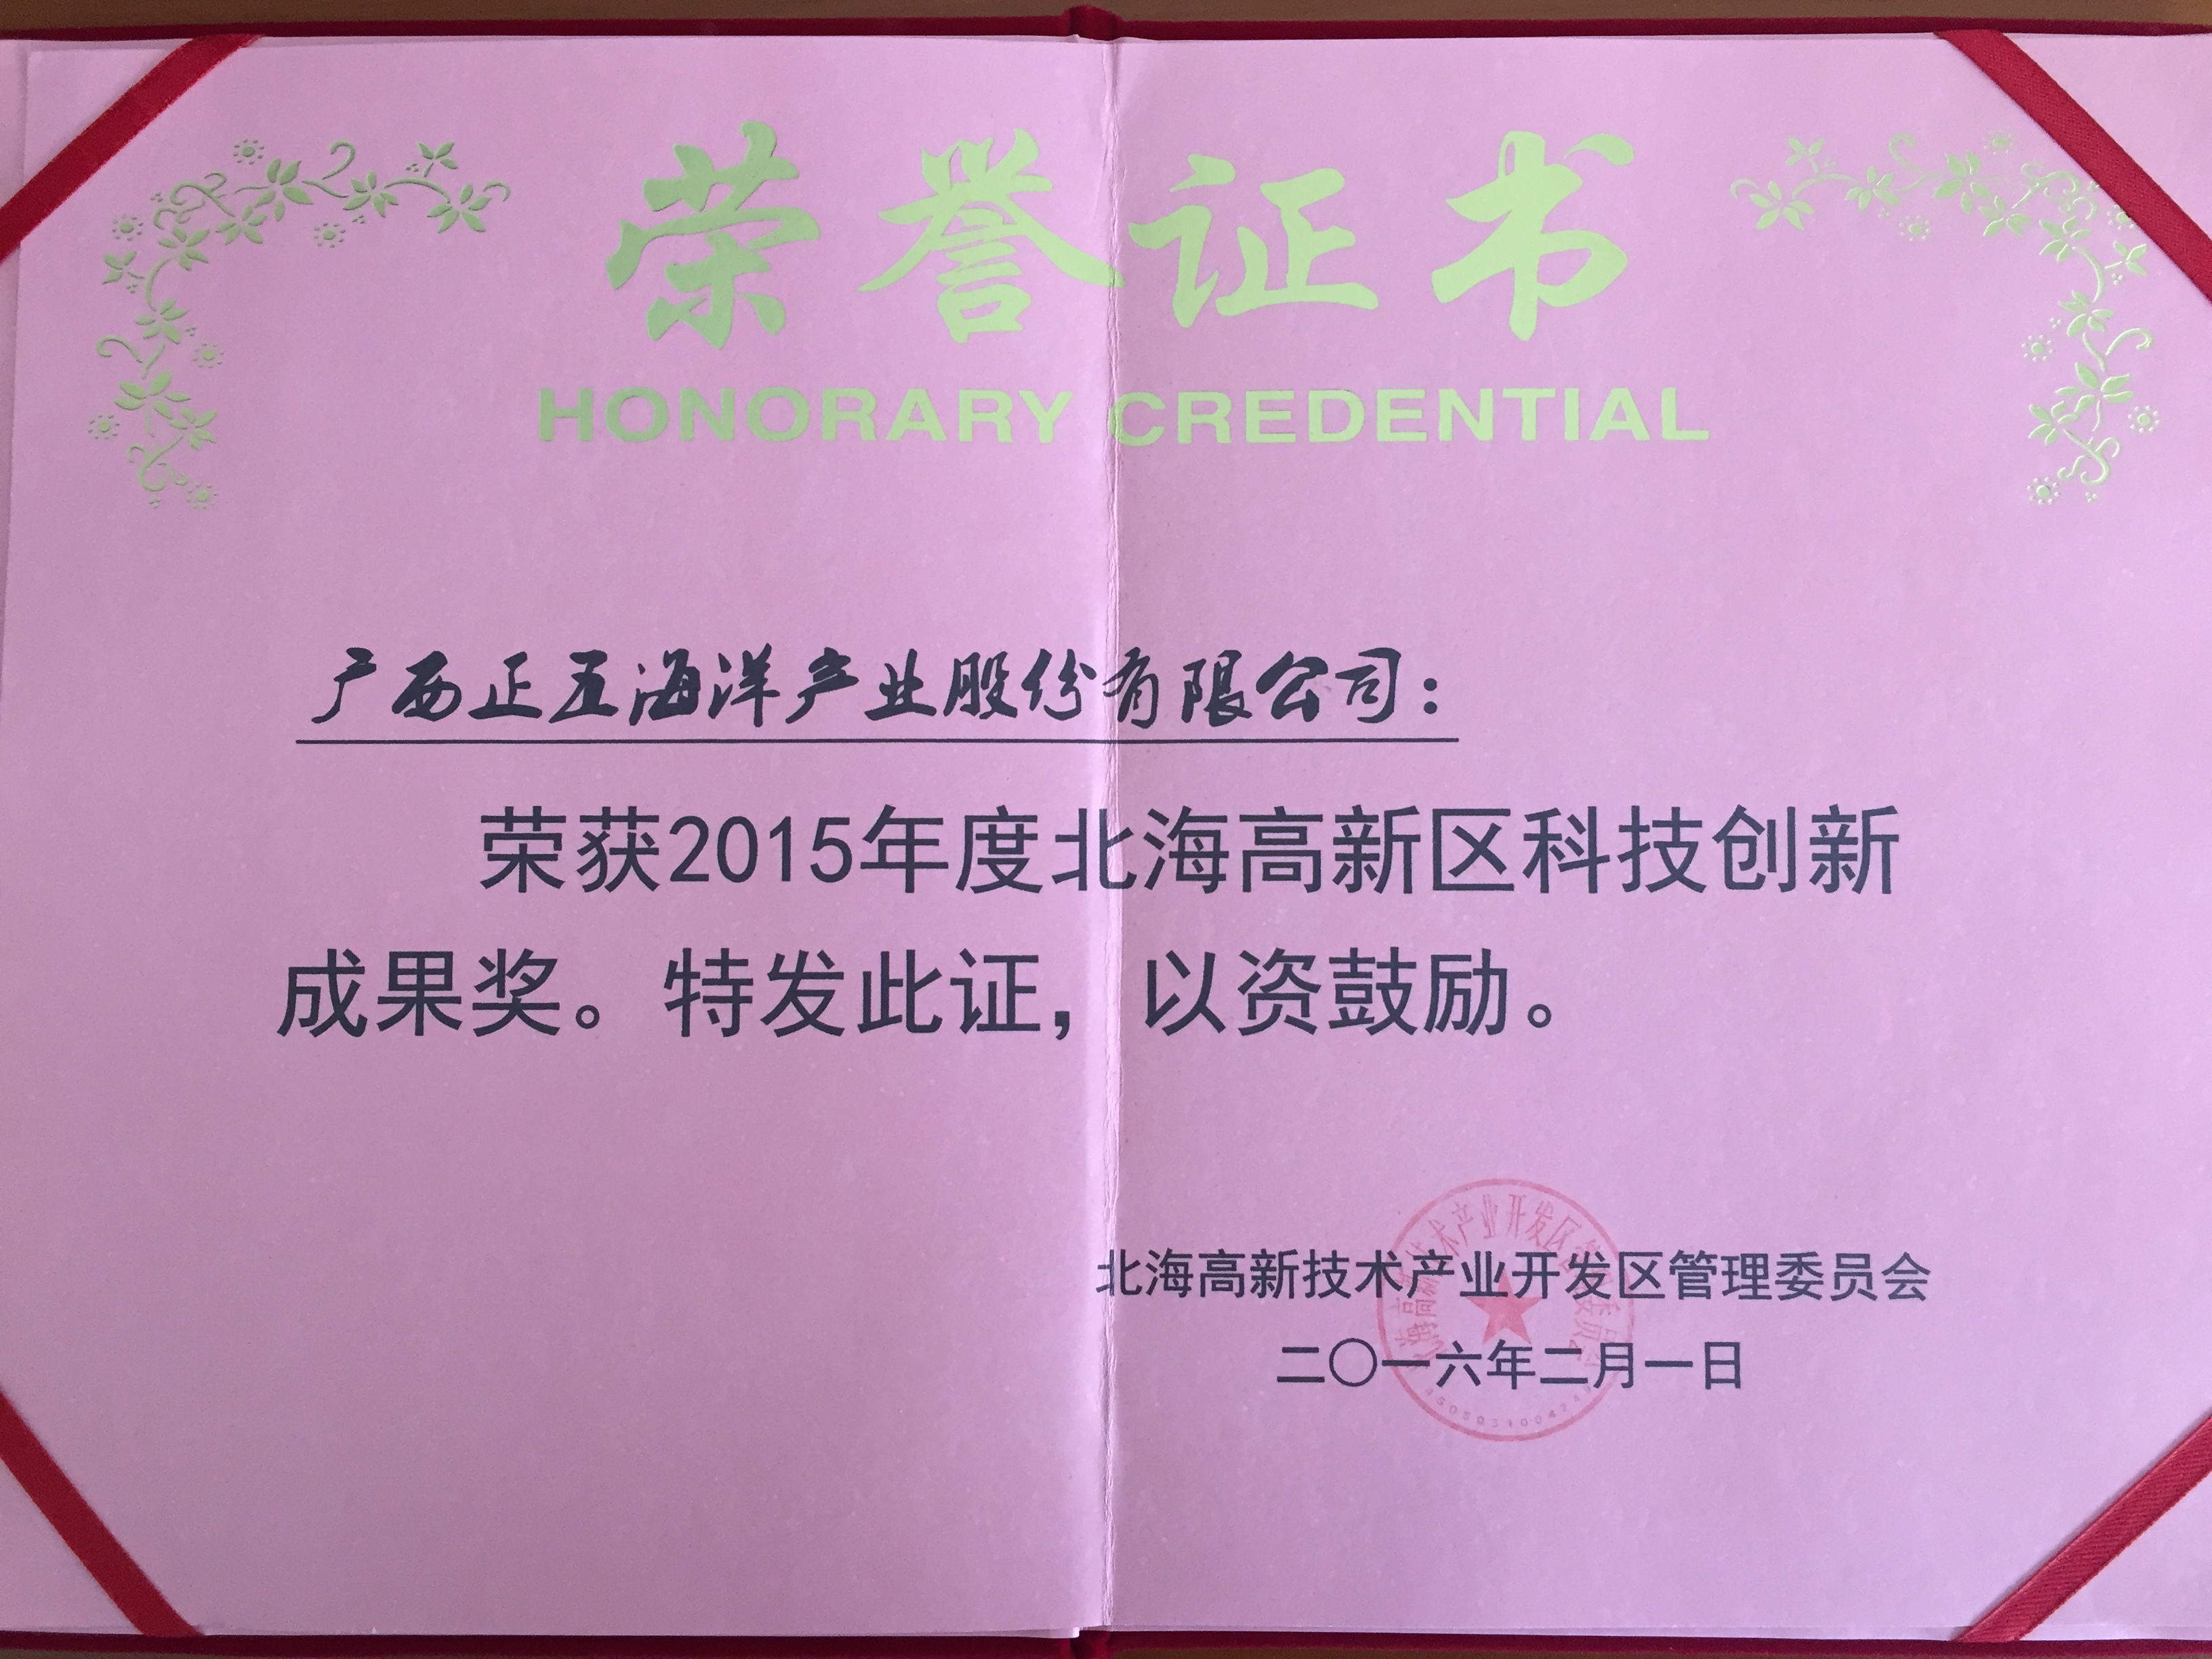 荣誉证书
HONORARY CREDENTIAL
广西正五海洋产业股份有限公司：
荣获2015年度北海高新区科技创新
成果奖。特发此证，以资鼓励。
北海高新技术产业开发区管理委员会
二〇一六年二月一日